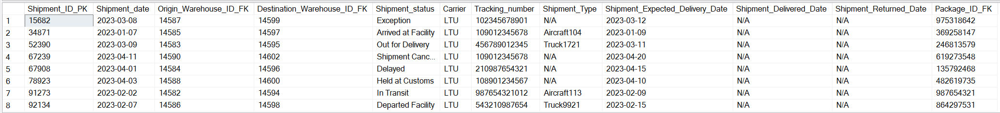 Shipment_ID_PK Shipment_date Origin_Warehouse_ID_FK Destination_Warehouse_ID_FK Shipment_status Carrier Tracking_number Shipment_Type Shipment_Expected_Delivery_Date Shipment_Delivered_Date Shipment_Returned_Date Package_ID_FK
1 15682 2023-03-08 14587 14599 Exception LTU 102345678901 N/A 2023-03-12 N/A N/A 975318642
2 34871 2023-01-07 14585 14597 Arrived at Facility LTU 109012345678 Aircraft104 2023-01-09 N/A N/A 369258147
3 52390 2023-03-09 14583 14595 Out for Delivery LTU 456789012345 Truck1721 2023-03-11 N/A N/A 246813579
4 67239 2023-04-11 14590 14602 Shipment Canc... LTU 109012345678 N/A 2023-04-20 N/A N/A 619273548
5 67908 2023-04-01 14584 14596 Delayed LTU 210987654321 N/A 2023-04-15 N/A N/A 135792468
6 78923 2023-04-03 14588 14600 Held at Customs LTU 108901234567 N/A 2023-04-10 N/A N/A 482619735
7 91273 2023-02-02 14582 14594 In Transit LTU 987654321012 Aircraft113 2023-02-09 N/A N/A 987654321
8 92134 2023-02-07 14586 14598 Departed Facility LTU 543210987654 Truck9921 2023-02-15 N/A N/A 864297531